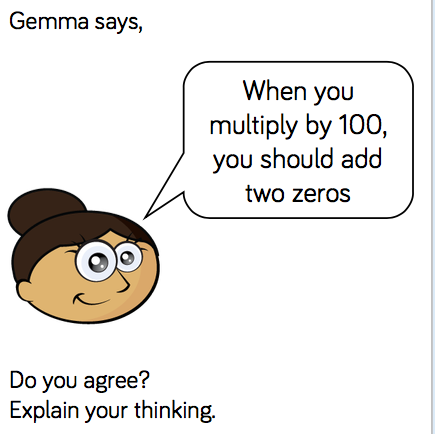 Gemma says,
When you
multiply by 100,
you should add
two zeros
Do you agree?
Explain your thinking.